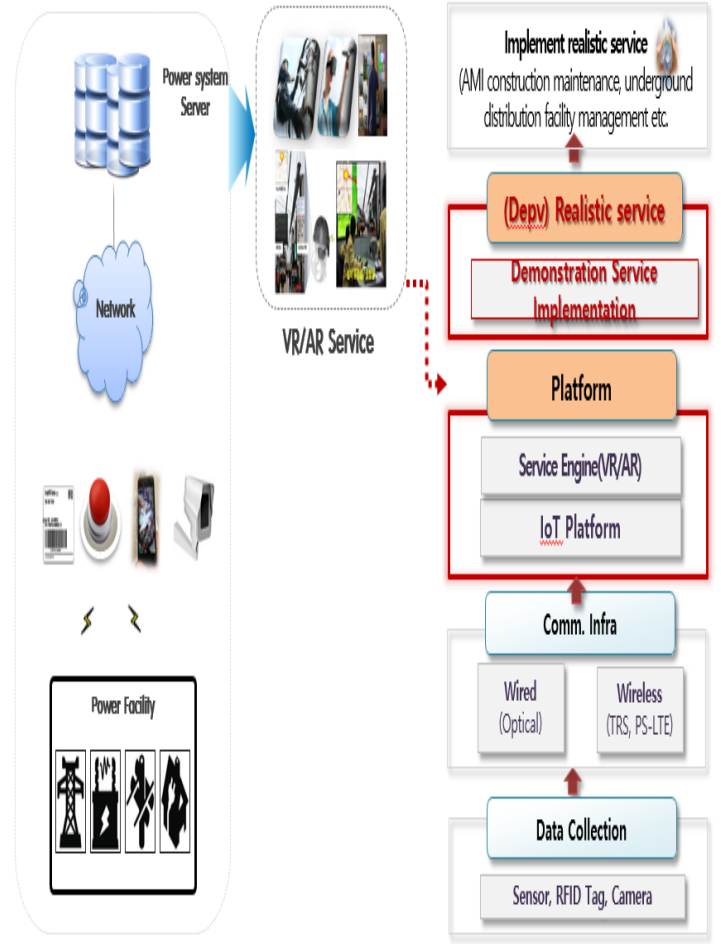 Power system
Server
Network
Power Facility
VR/AR Service
Implement realistic service
(AMI construction maintenance, underground
distribution facility management etc.
(Depv) Realistic service
Demonstration Service
Implementation
Platform
Service Engine(VR/AR)
IoT Platform
Comm. Infra
Wired
(Optical)
Wireless
(TRS, PS-LTE)
Data Collection
Sensor, RFID Tag, Camera